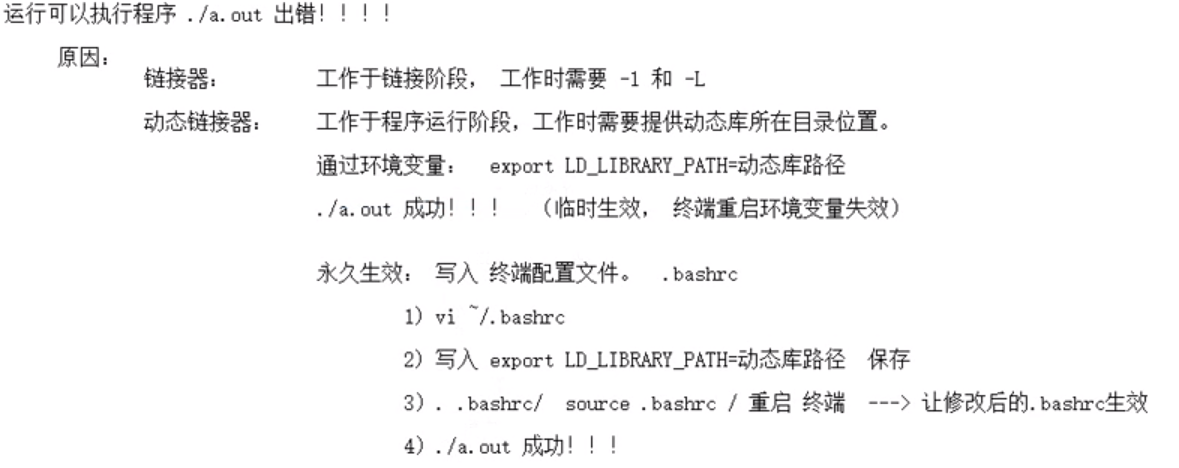 运行可以执行程序 ./a.out 出错！！！！
原因：
链接器： 工作于链接阶段， 工作时需要 -l 和 -L
动态链接器： 工作于程序运行阶段，工作时需要提供动态库所在目录位置。
通过环境变量： export LD_LIBRARY_PATH=动态库路径
./a.out 成功！！！ （临时生效， 终端重启环境变量失效）
永久生效： 写入 终端配置文件。 .bashrc
1) vi ~/.bashrc
2) 写入 export LD_LIBRARY_PATH=动态库路径 保存
3) . .bashrc/ source .bashrc / 重启 终端 ---> 让修改后的.bashrc生效
4) ./a.out 成功！！！